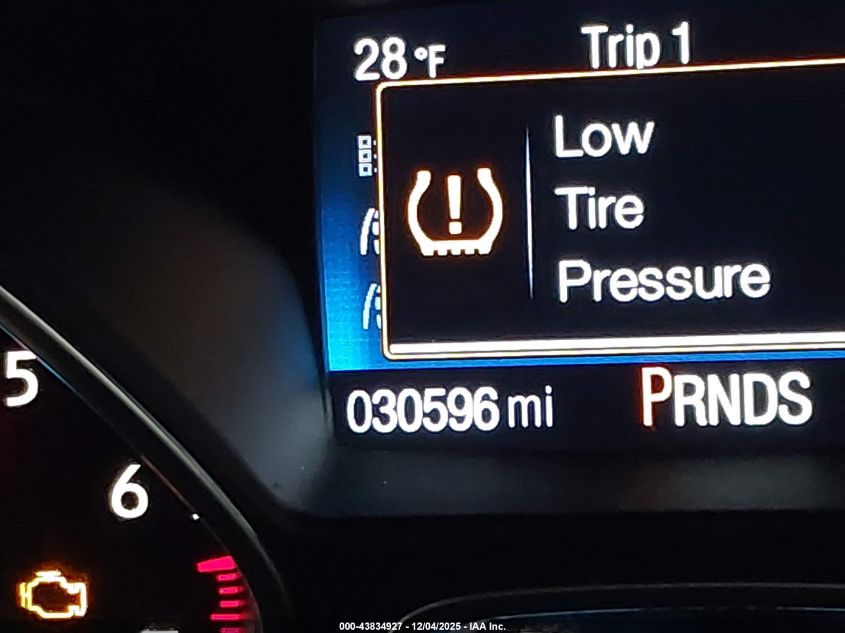 28 °F
Trip 1
Low
Tire
Pressure
030596 mi
PRNDS
5
6
000-43834927 - 12/04/2025 - IAA Inc.